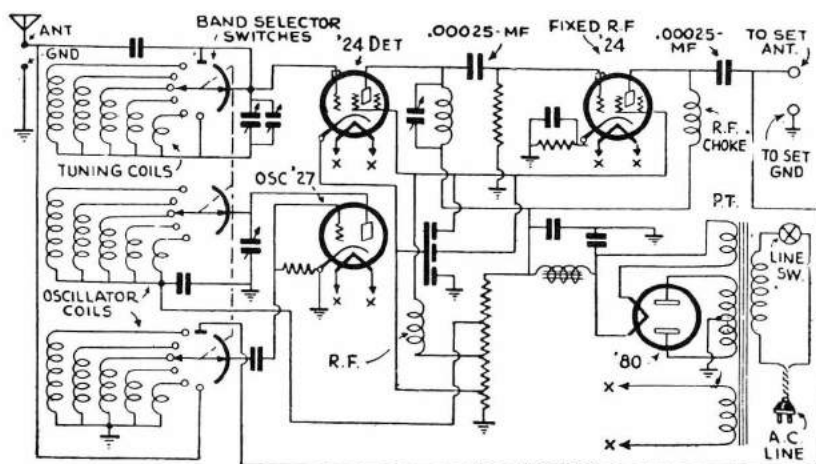 ANT
GND
BAND SELECTOR
SWITCHES
'24 DET
.00025-MF
FIXED R.F
'24
.00025-
MF
TO SET
ANT.
TUNING COILS
OSC '27
R.F.
CHOKE
TO SET
GND
P.T.
LINE
SW.
OSCILLATOR
COILS
R.F.
'80
X
X
X
X
X
X
X
X
A.C.
LINE